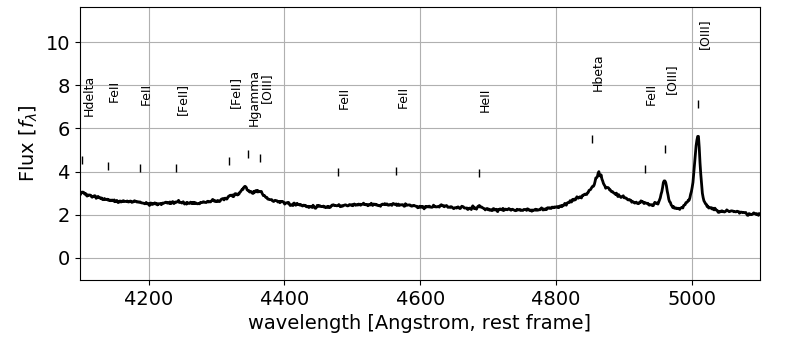 Flux [fλ]
10
8
6
4
2
0
Hdelta
FeII
FeII
[FeII]
[FeII]
Hgamma
[OIII]
FeII
FeII
HeII
Hbeta
FeII
[OIII]
[OIII]
4200
4400
4600
4800
5000
wavelength [Angstrom, rest frame]